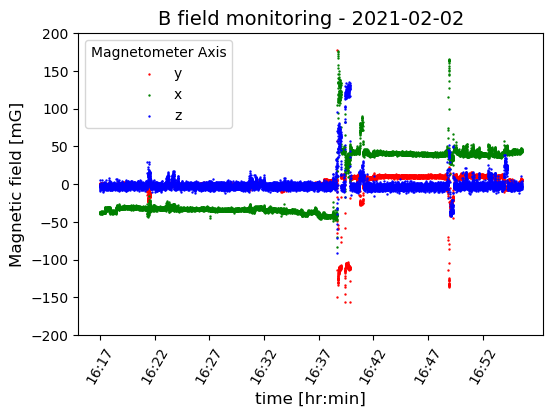 B field monitoring - 2021-02-02
Magnetic field [mG]
200
150
100
50
0
−50
−100
−150
−200
Magnetometer Axis
y
x
z
16:17
16:22
16:27
16:32
16:37
16:42
16:47
16:52
time [hr:min]